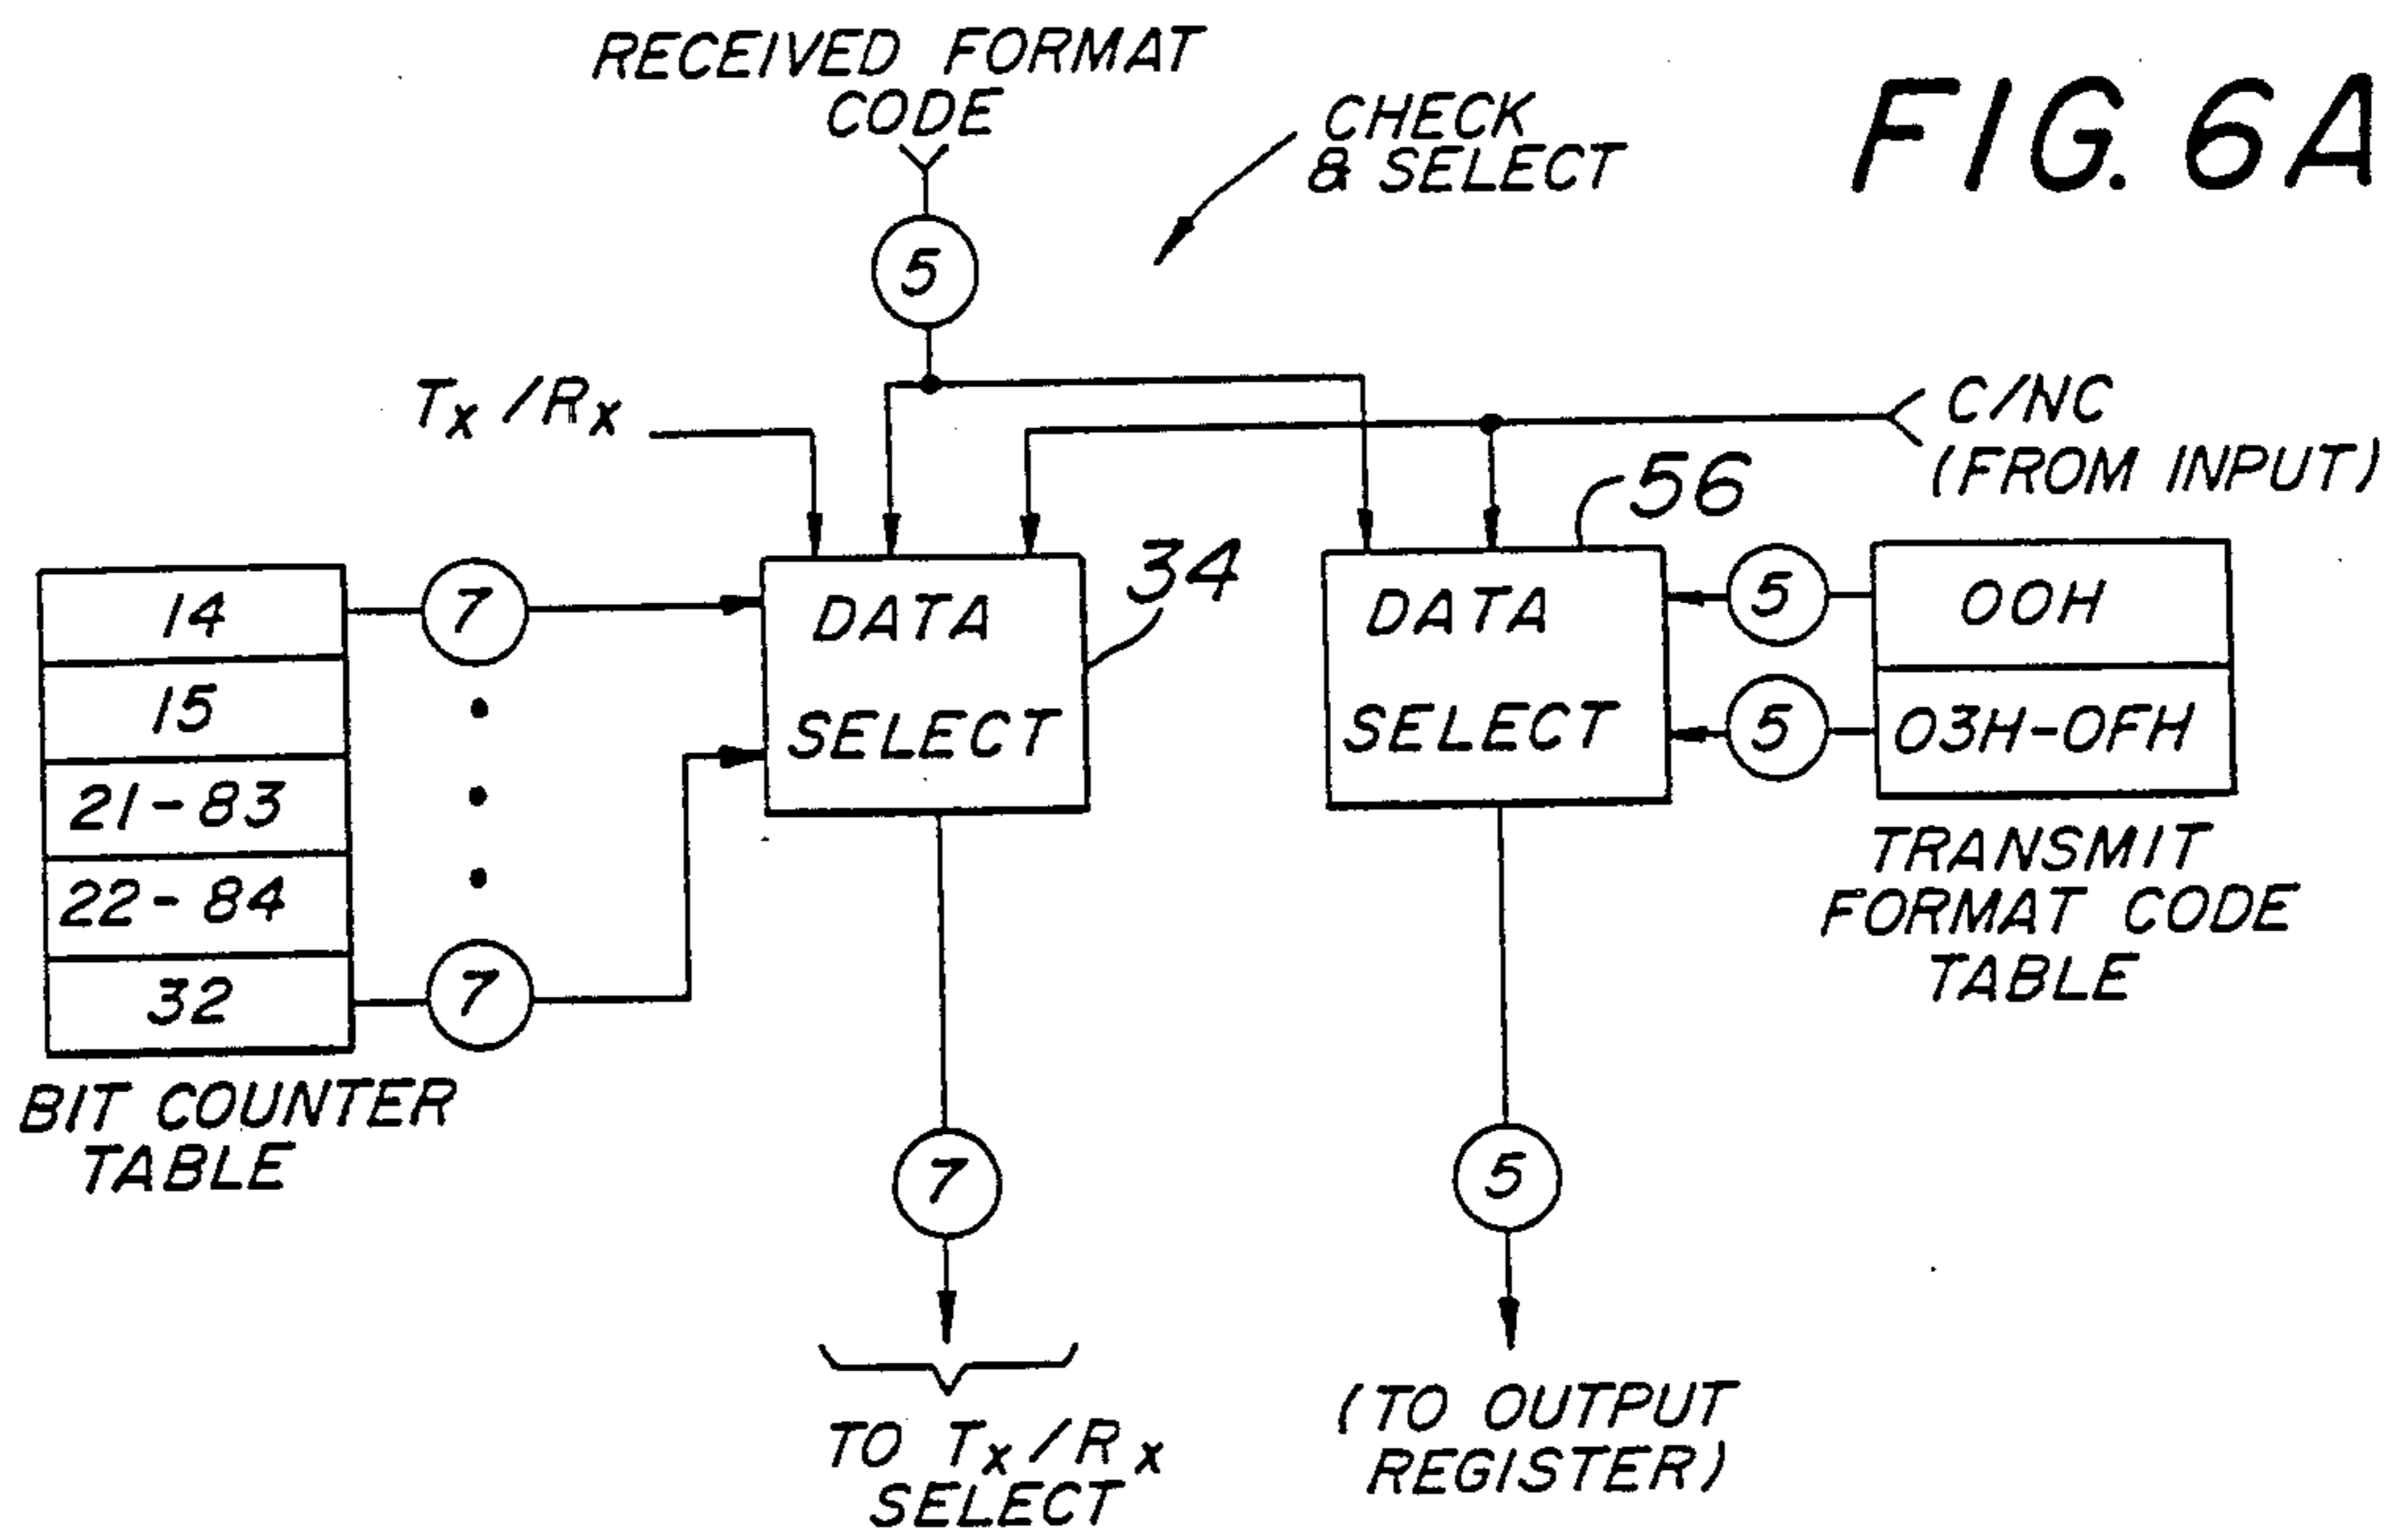 RECEIVED FORMAT
CODE
CHECK
& SELECT
FIG. 6A
5
Tx/Rx
C/NC
(FROM INPUT)
56
34
14
15
21-83
22-84
32
7
7
BIT COUNTER
TABLE
DATA
SELECT
DATA
SELECT
5
5
00H
03H-0FH
TRANSMIT
FORMAT CODE
TABLE
7
5
TO Tx/Rx
SELECT
(TO OUTPUT
REGISTER)